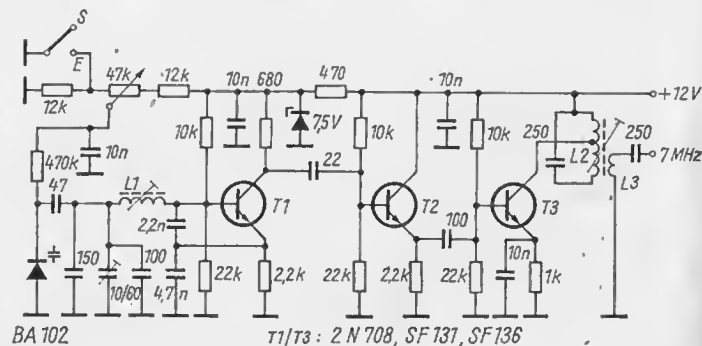 S
E
47k
12k
10n
680
470
10n
+12V
12k
10k
7,5V
10k
10k
250
250
L2
7 MHz
470k
10n
22
L3
47
L1
T1
T2
T3
2,2n
100
150
100
10n
10/60
4,7n
22k
2,2k
22k
2,2k
22k
1k
BA 102
T1/T3 : 2 N 708, SF 131, SF 136